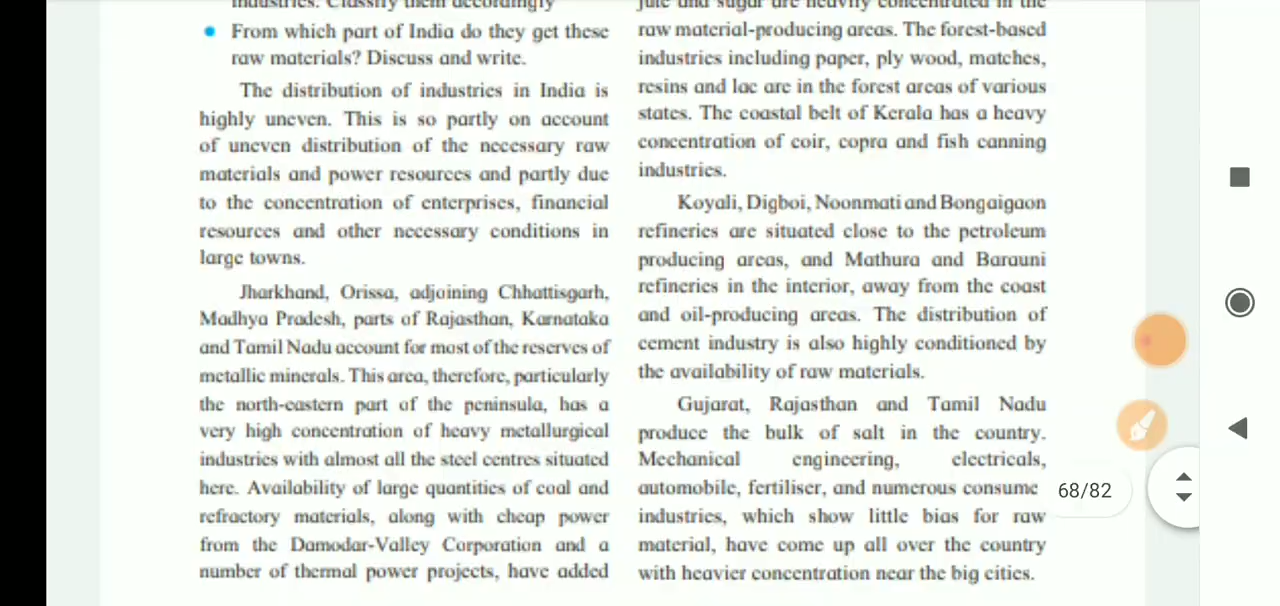 industries. Classify them accordingly
From which part of India do they get these
raw materials? Discuss and write.
The distribution of industries in India is
highly uneven. This is so partly on account
of uneven distribution of the necessary raw
materials and power resources and partly due
to the concentration of enterprises, financial
resources and other necessary conditions in
large towns.
Jharkhand, Orissa, adjoining Chhattisgarh,
Madhya Pradesh, parts of Rajasthan, Karnataka
and Tamil Nadu account for most of the reserves of
metallic minerals. This area, therefore, particularly
the north-eastern part of the peninsula, has a
very high concentration of heavy metallurgical
industries with almost all the steel centres situated
here. Availability of large quantities of coal and
refractory materials, along with cheap power
from the Damodar-Valley Corporation and a
number of thermal power projects, have added
jute and sugar are heavily concentrated in the
raw material-producing areas. The forest-based
industries including paper, ply wood, matches,
resins and lac are in the forest areas of various
states. The coastal belt of Kerala has a heavy
concentration of coir, copra and fish canning
industries.
Koyali, Digboi, Noonmati and Bongaigaon
refineries are situated close to the petroleum
producing areas, and Mathura and Barauni
refineries in the interior, away from the coast
and oil-producing areas. The distribution of
cement industry is also highly conditioned by
the availability of raw materials.
Gujarat, Rajasthan and Tamil Nadu
produce the bulk of salt in the country.
Mechanical engineering, electricals,
automobile, fertiliser, and numerous consume
industries, which show little bias for raw
material, have come up all over the country
with heavier concentration near the big cities.
68/82